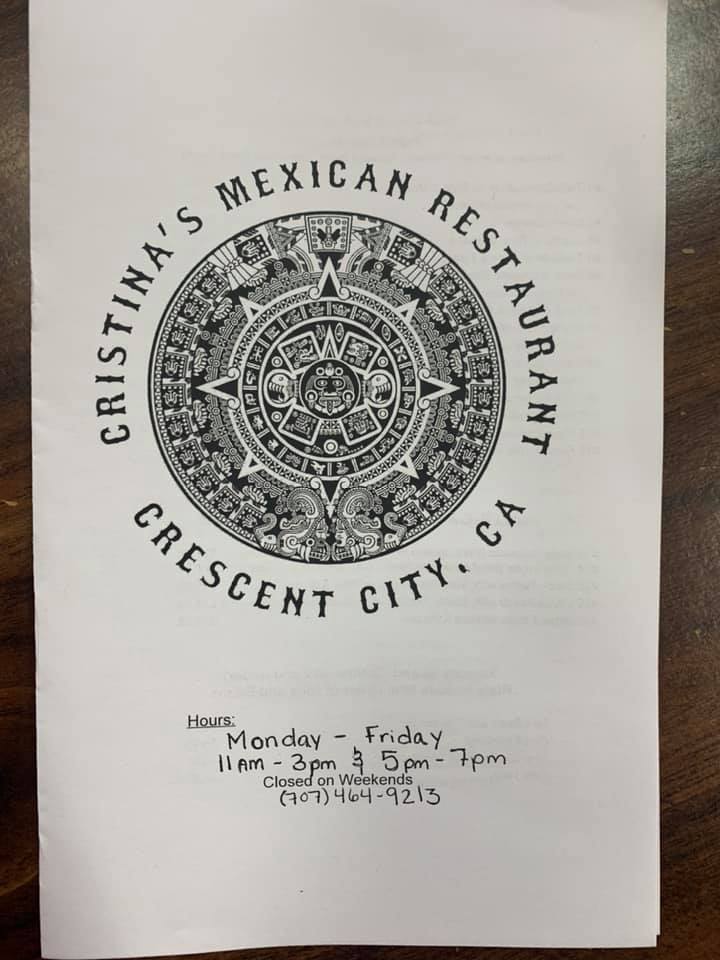 CRISTINA'S MEXICAN RESTAURANT
CRESCENT CITY, CA
Hours:
Monday - Friday
11AM - 3pm & 5pm - 7pm
Closed on Weekends
(707) 464-9213